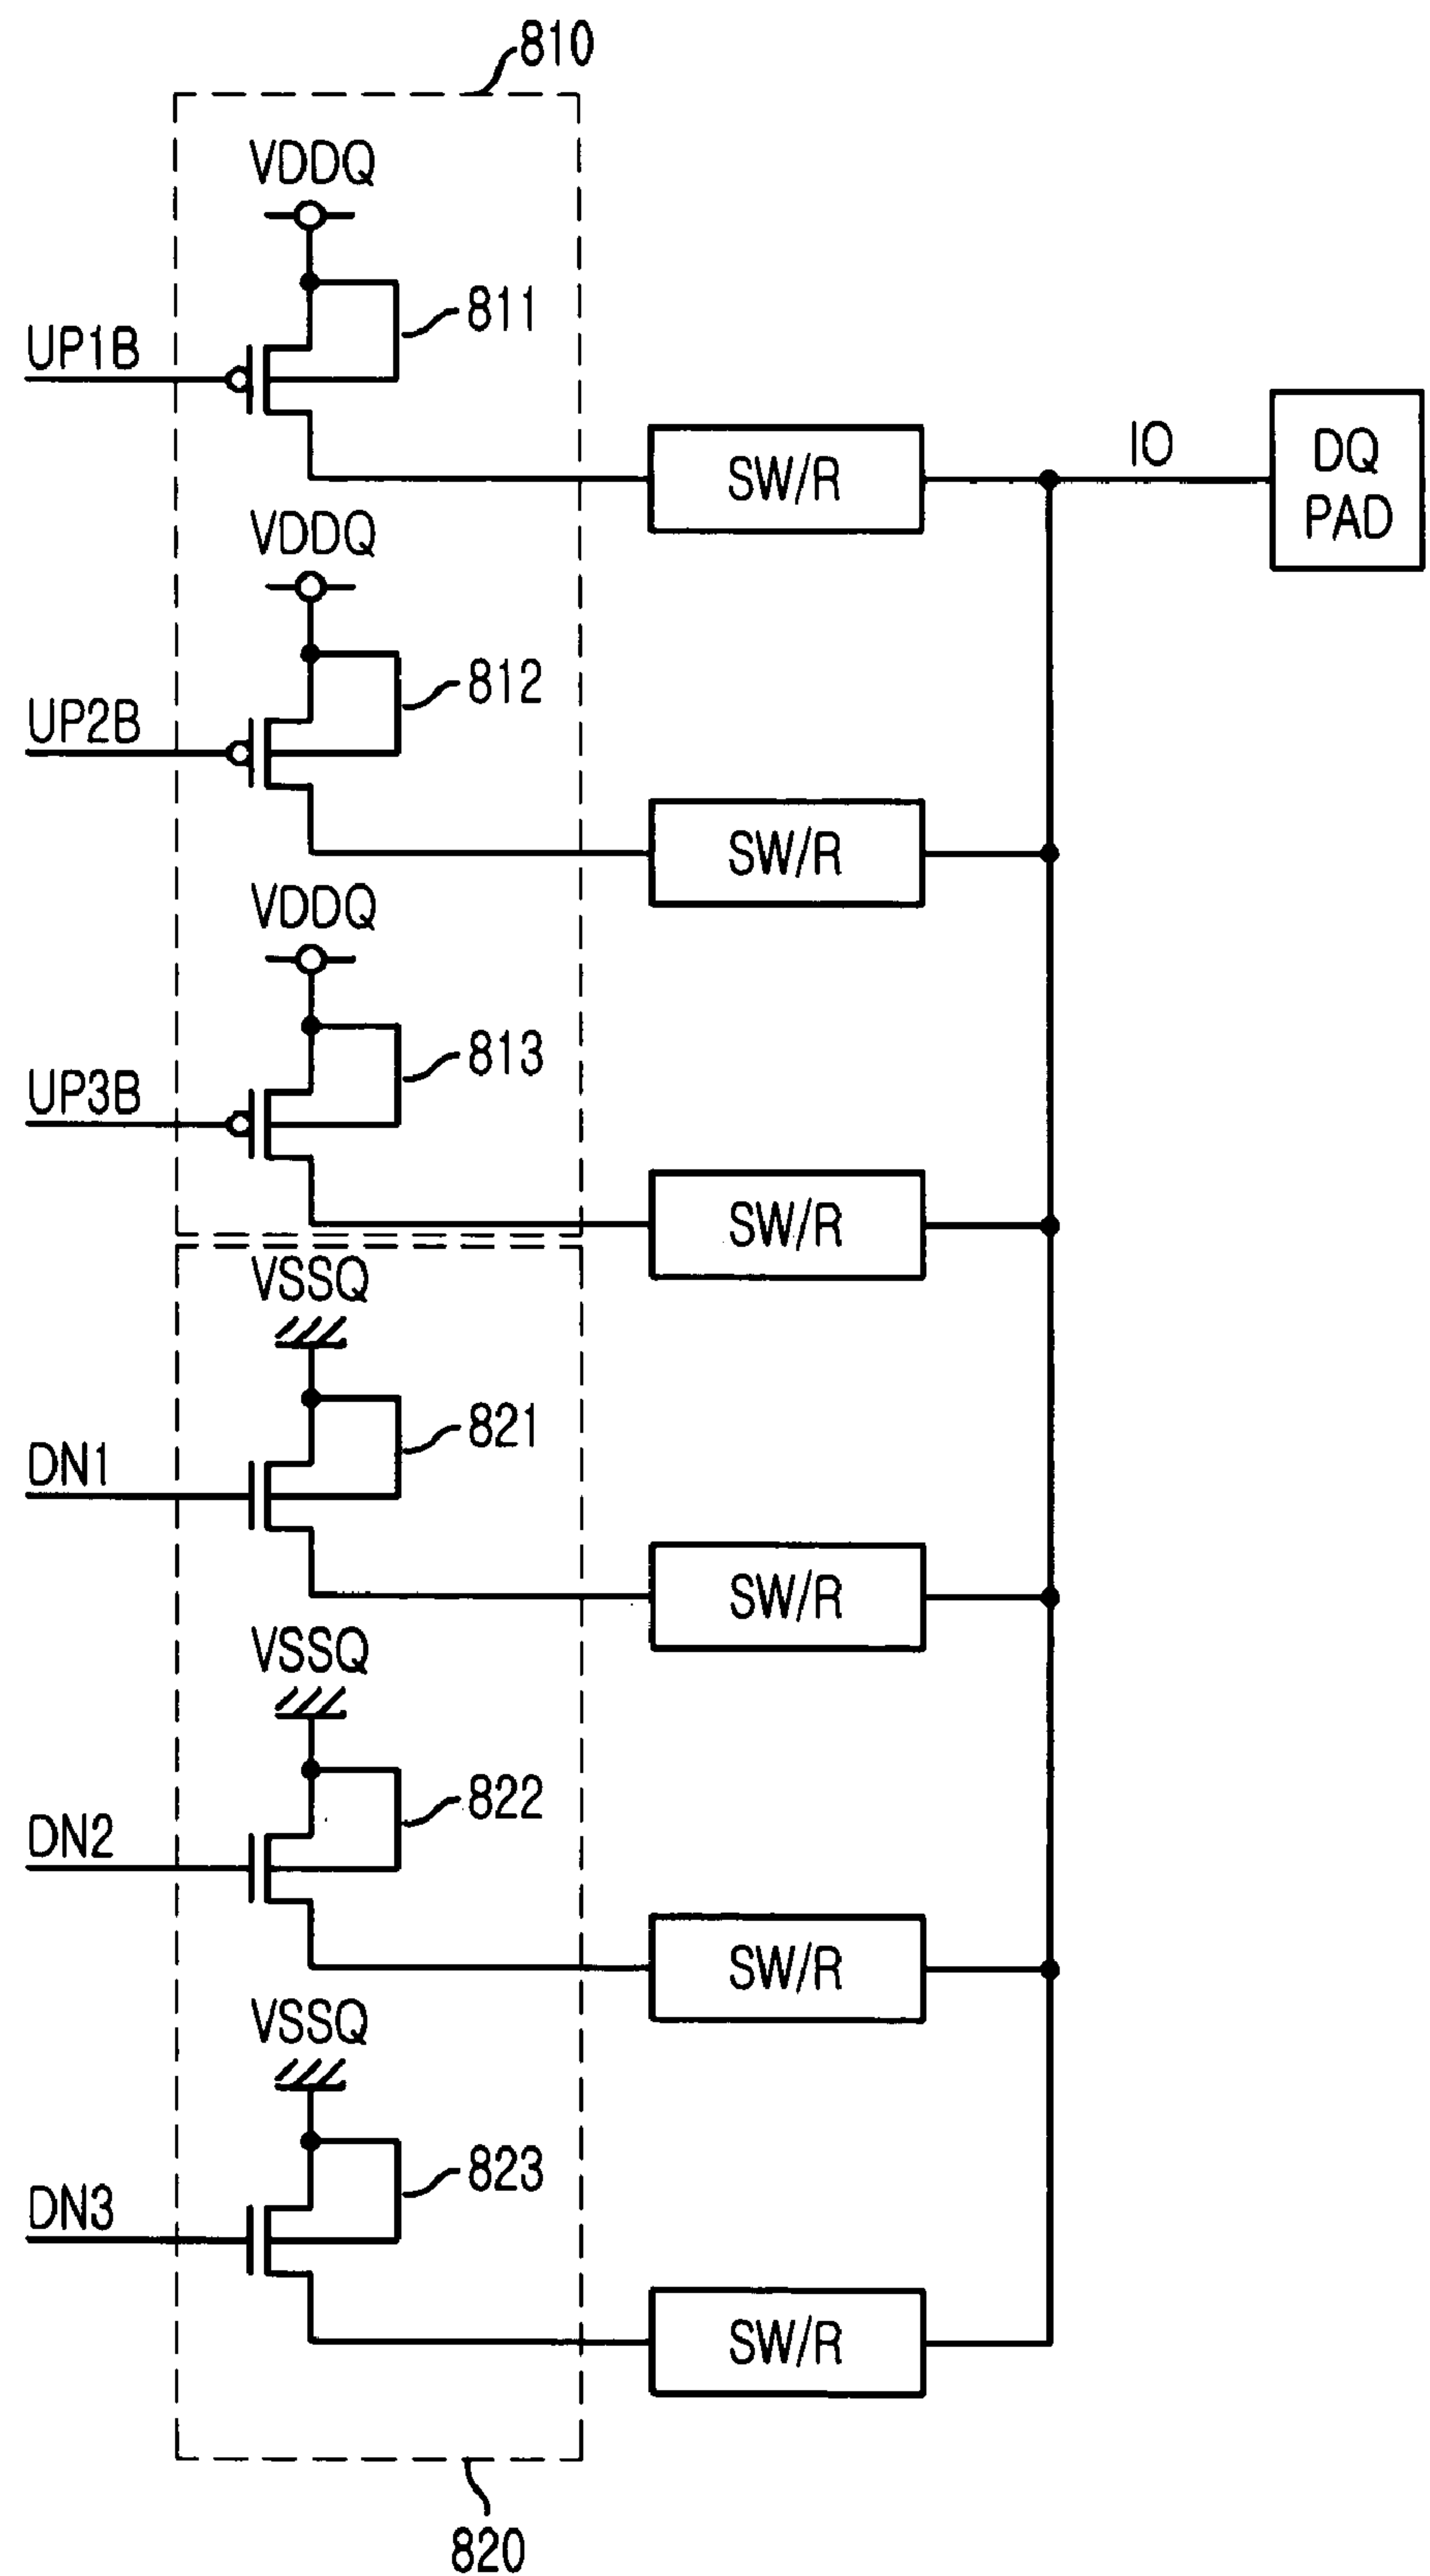 810
VDDQ
811
UP1B
SW/R
IO
DQ
PAD
VDDQ
812
UP2B
SW/R
VDDQ
813
UP3B
SW/R
VSSQ
821
DN1
SW/R
VSSQ
822
DN2
SW/R
VSSQ
823
DN3
SW/R
820